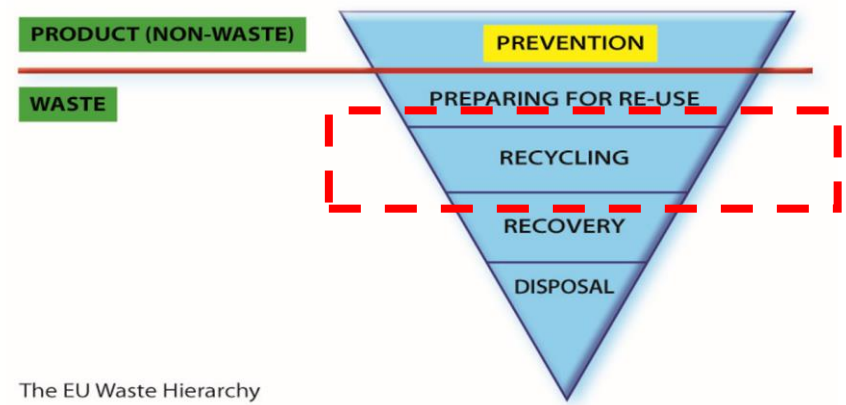 PRODUCT (NON-WASTE)
PREVENTION
WASTE
PREPARING FOR RE-USE
RECYCLING
RECOVERY
DISPOSAL
The EU Waste Hierarchy